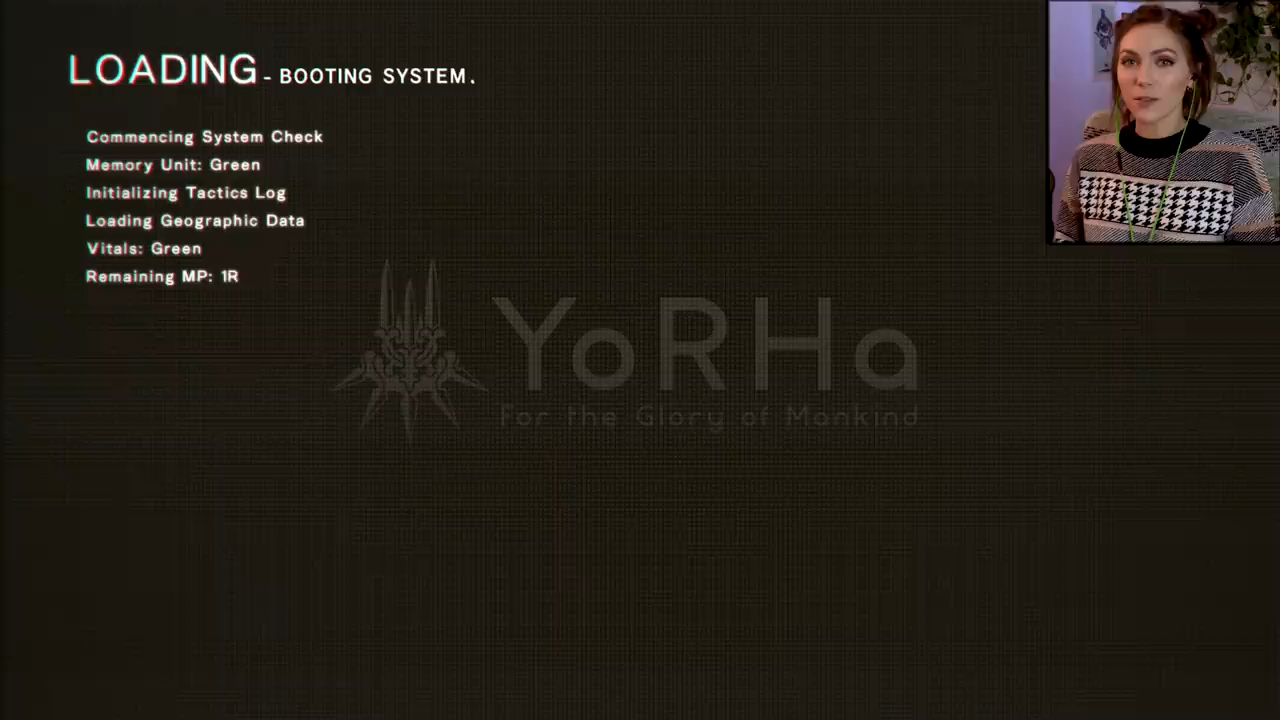 LOADING - BOOTING SYSTEM.
Commencing System Check
Memory Unit: Green
Initializing Tactics Log
Loading Geographic Data
Vitals: Green
Remaining MP: 1R
YoRHa
For the Glory of Mankind